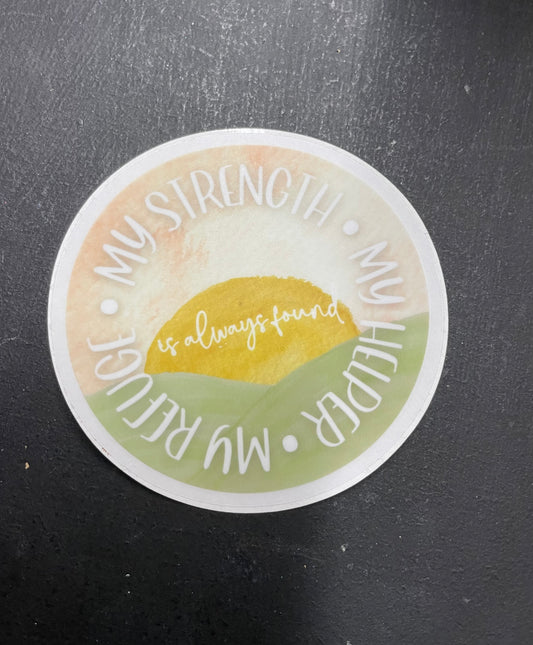 MY STRENGTH • MY HELPER • MY REFUGE •
is always found